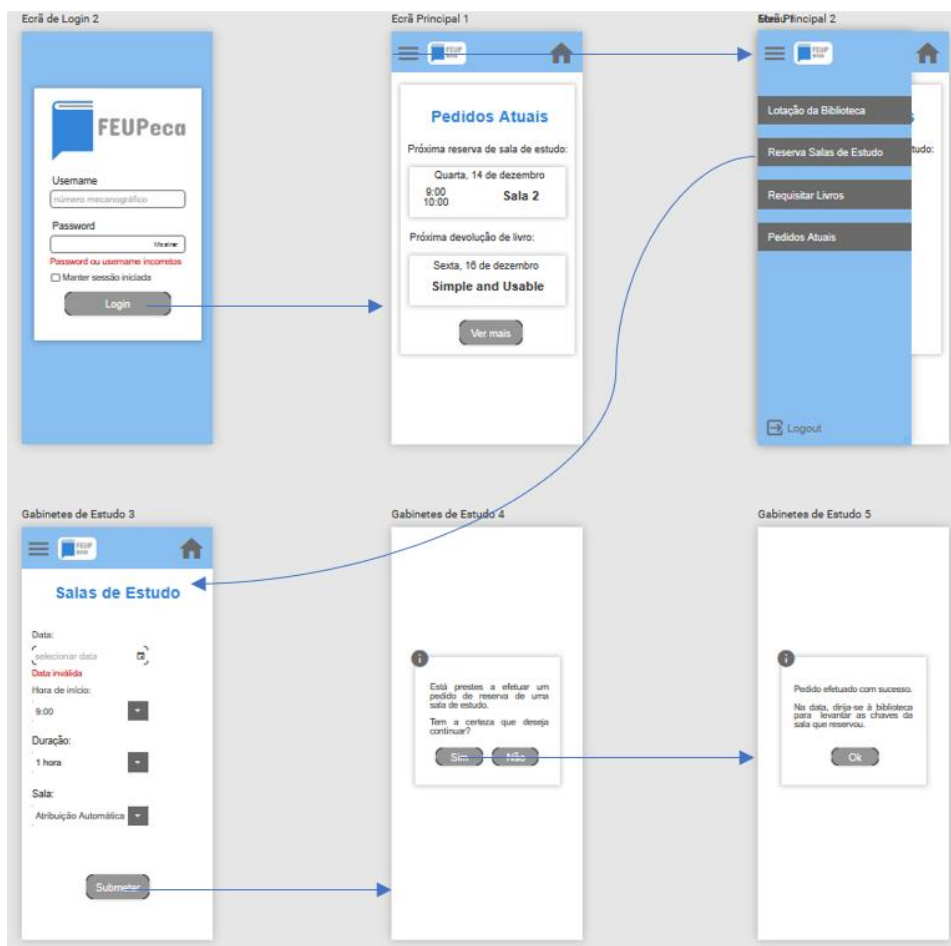 Ecrã de Login 2
FEUPeca
Username
número mecanográfico
Password
Mostrar
Password ou username incorretos
Manter sessão iniciada
Login
Ecrã Principal 1
FEUP
Pedidos Atuais
Próxima reserva de sala de estudo:
Quarta, 14 de dezembro
9:00
10:00
Sala 2
Próxima devolução de livro:
Sexta, 16 de dezembro
Simple and Usable
Ver mais
Principal 2
FEUP
Lotação da Biblioteca
Reserva Salas de Estudo
tudo:
Requisitar Livros
Pedidos Atuais
Logout
Gabinetes de Estudo 3
FEUP
Salas de Estudo
Data:
selecionar data
Data inválida
Hora de início:
9:00
Duração:
1 hora
Sala:
Atribuição Automática
Submeter
Gabinetes de Estudo 4
Está prestes a efetuar um
pedido de reserva de uma
sala de estudo.
Tem a certeza que deseja
continuar?
Sim
Não
Gabinetes de Estudo 5
Pedido efetuado com sucesso.
Na data, dirija-se à biblioteca
para levantar as chaves da
sala que reservou.
Ok